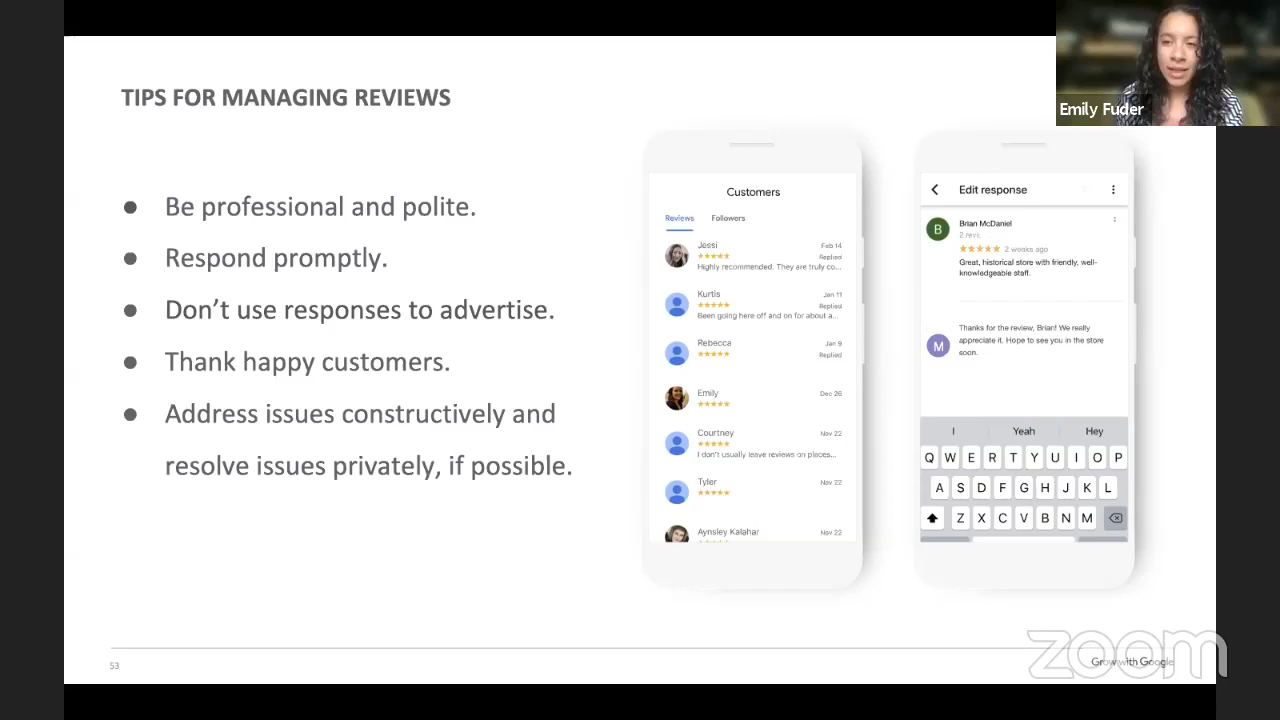 Emily Fuder
TIPS FOR MANAGING REVIEWS
● Be professional and polite.
● Respond promptly.
● Don’t use responses to advertise.
● Thank happy customers.
● Address issues constructively and
resolve issues privately, if possible.
Customers
Reviews Followers
Jessi Feb 14
Replied
Highly recommended. They are truly co...
Kurtis Jan 11
Replied
Been going here off and on for about a...
Rebecca Jan 9
Replied
Emily Dec 26
Courtney Nov 22
I don't usually leave reviews on places...
Tyler Nov 22
Aynsley Kalahar Nov 22
Edit response
B
Brian McDaniel
2 revic
2 weeks ago
Great, historical store with friendly, well-
knowledgeable staff.
M
Thanks for the review, Brian! We really
appreciate it. Hope to see you in the store
soon.
I Yeah Hey
Q W E R T Y U I O P
A S D F G H J K L
Z X C V B N M
53
Grow with Google
zoom